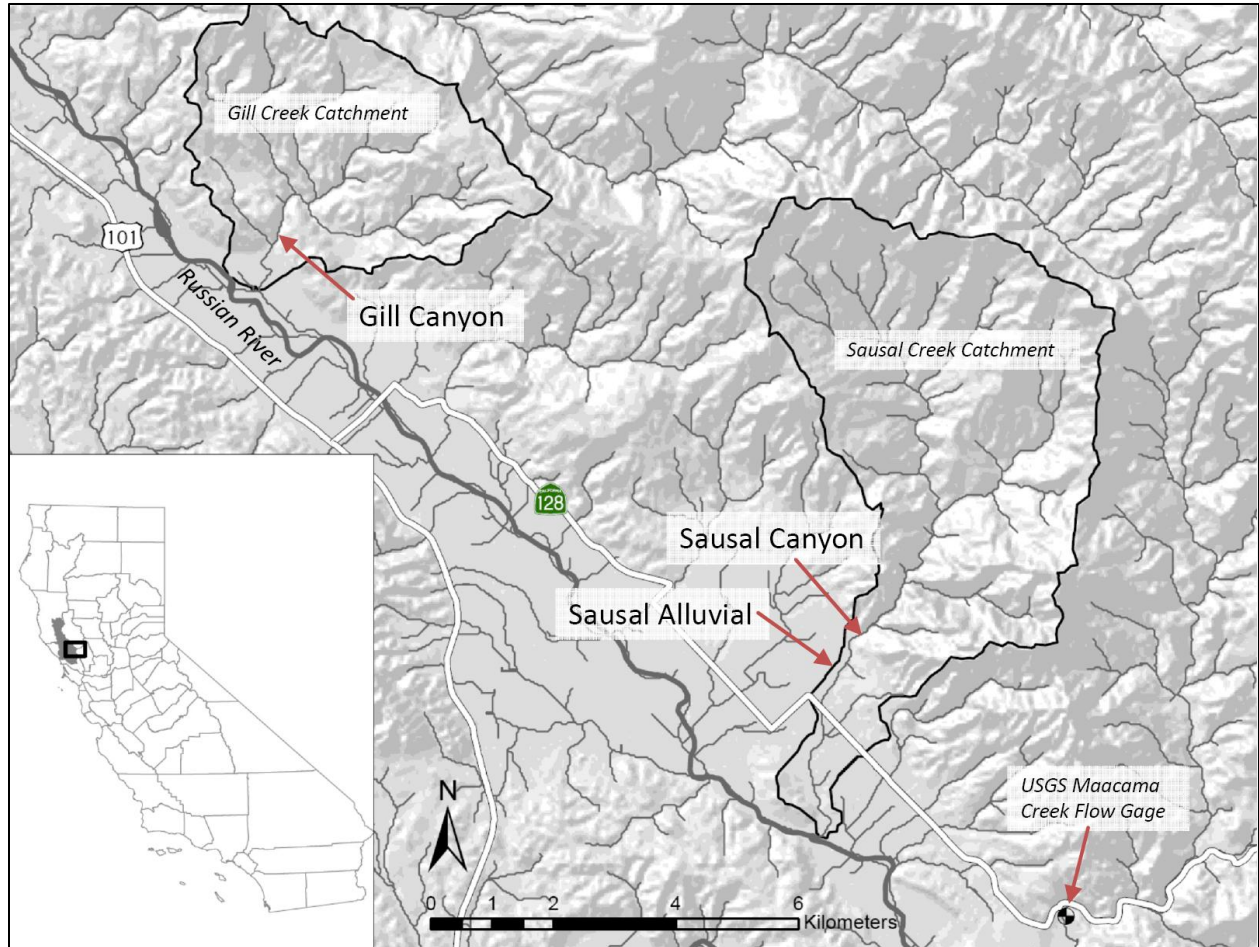 Gill Creek Catchment
101
Russian River
Gill Canyon
Sausal Creek Catchment
CALIFORNIA
128
Sausal Canyon
Sausal Alluvial
USGS Maacama
Creek Flow Gage
N
0 1 2 4 6
Kilometers